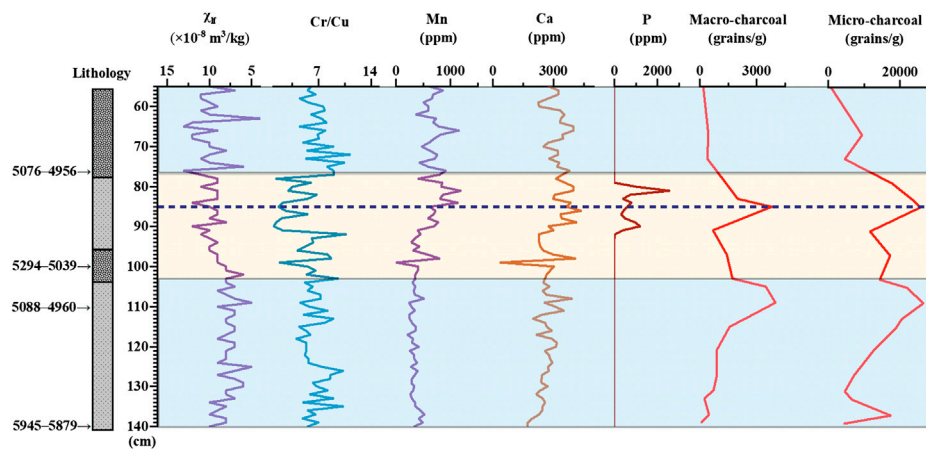 χlf
(×10⁻⁸ m³/kg)
Cr/Cu
Mn
(ppm)
Ca
(ppm)
P
(ppm)
Macro-charcoal
(grains/g)
Micro-charcoal
(grains/g)
Lithology
15 10 5
7 14
0 1000
0 3000
0 2000
0 3000
0 20000
60
70
5076–4956
80
90
5294–5039
100
5088–4960
110
120
130
5945–5879
140
(cm)